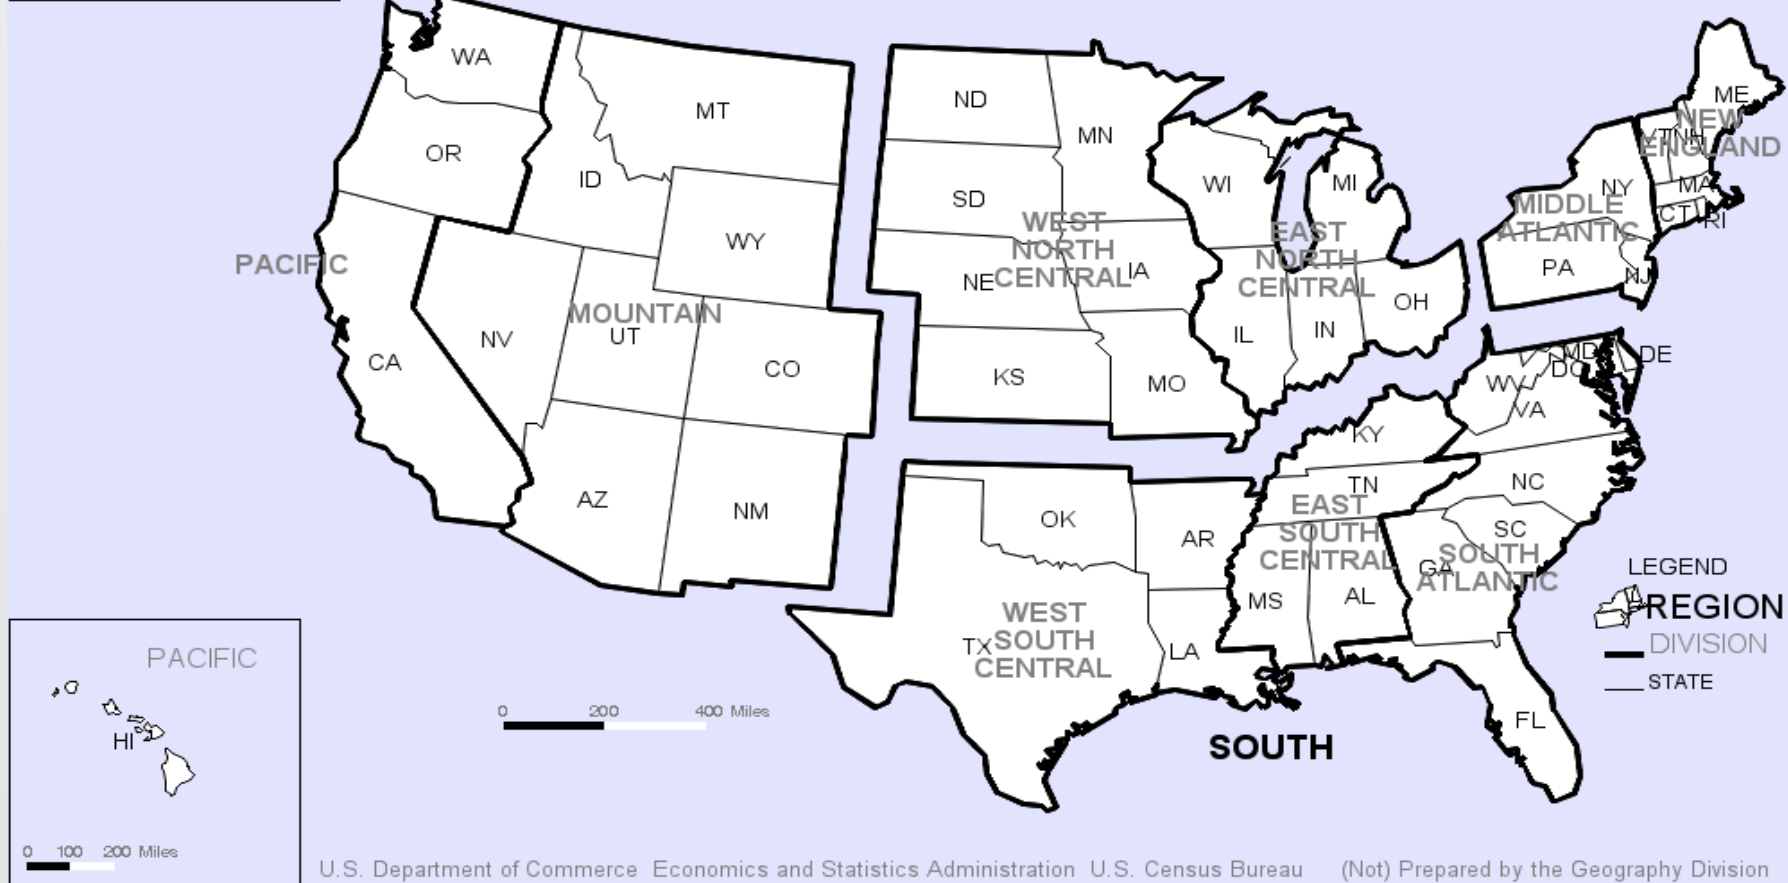 WA
MT
ND
ME
MN
NEW
ENGLAND
VT
NH
OR
ID
WI
MI
NY
MA
SD
MIDDLE
ATLANTIC
CT
RI
WEST
NORTH
CENTRAL
EAST
NORTH
CENTRAL
WY
PACIFIC
IA
PA
NJ
NE
OH
MOUNTAIN
UT
NV
IL
IN
CA
CO
KS
MO
MD
DE
DC
WV
VA
KY
AZ
NM
TN
NC
OK
EAST
SOUTH
CENTRAL
AR
SC
SOUTH
ATLANTIC
GA
LEGEND
MS
AL
REGION
WEST
SOUTH
CENTRAL
TX
LA
DIVISION
STATE
PACIFIC
HI
0 200 400 Miles
FL
SOUTH
0 100 200 Miles
U.S. Department of Commerce Economics and Statistics Administration U.S. Census Bureau (Not) Prepared by the Geography Division